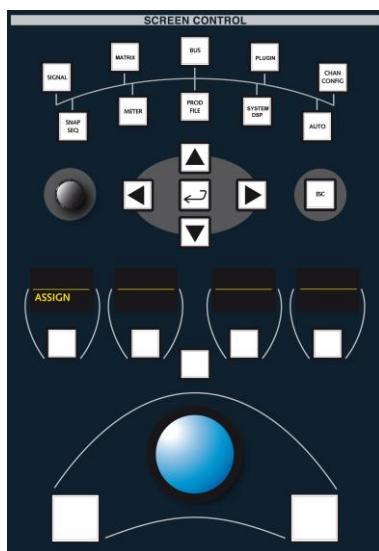 SCREEN CONTROL
SIGNAL
MATRIX
BUS
PLUGIN
CHAN
CONFIG
SNAP
SEQ
METER
PROD
FILE
SYSTEM
DSP
AUTO
ESC
ASSIGN